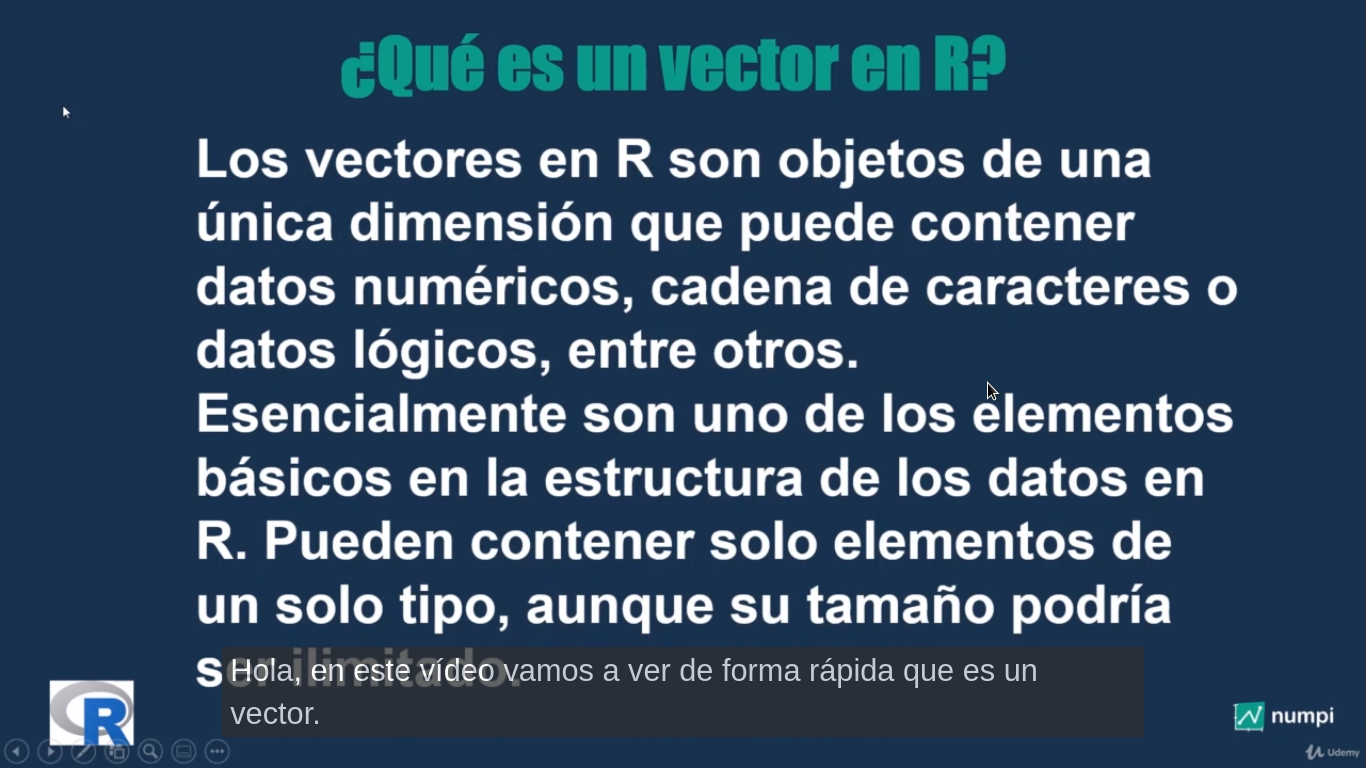 ¿Qué es un vector en R?
Los vectores en R son objetos de una
única dimensión que puede contener
datos numéricos, cadena de caracteres o
datos lógicos, entre otros.
Esencialmente son uno de los elementos
básicos en la estructura de los datos en
R. Pueden contener solo elementos de
un solo tipo, aunque su tamaño podría
ser ilimitado.
Hola, en este vídeo vamos a ver de forma rápida que es un
vector.
R
numpi
Udemy